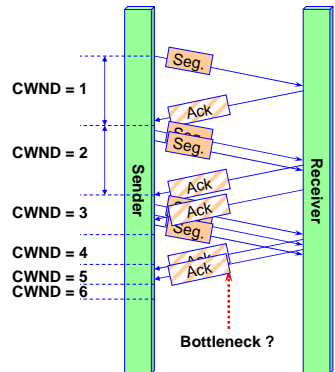 Seg.
CWND = 1
Ack
Seg.
Seg.
CWND = 2
Sender
Receiver
Ack
Ack
CWND = 3
Seg.
CWND = 4
Ack
Ack
CWND = 5
CWND = 6
Bottleneck ?